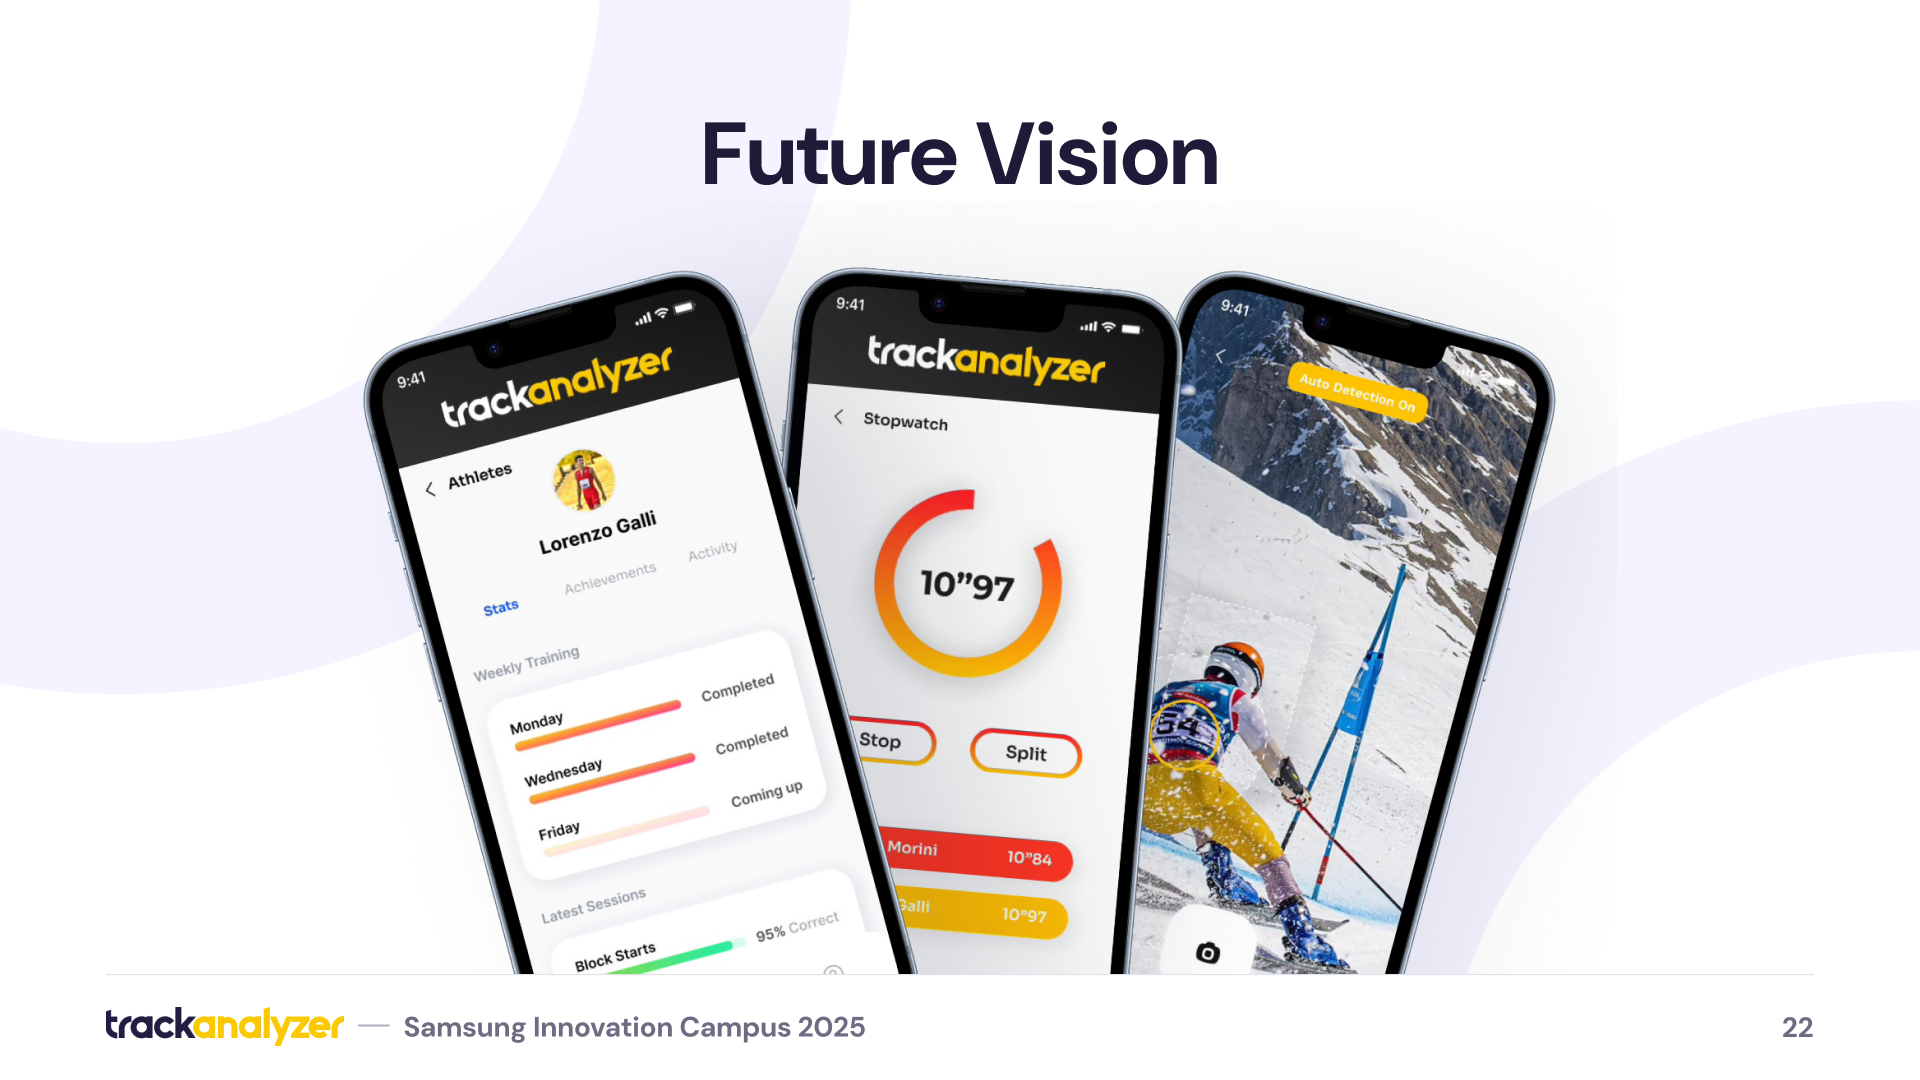 Future Vision
9:41
trackanalyzer
Athletes
Lorenzo Galli
Stats
Achievements
Activity
Weekly Training
Monday
Completed
Wednesday
Completed
Friday
Coming up
Latest Sessions
Block Starts
95% Correct
9:41
trackanalyzer
Stopwatch
10”97
Stop
Split
Morini
10”84
Galli
10”97
9:41
Auto Detection On
54
trackanalyzer — Samsung Innovation Campus 2025
22